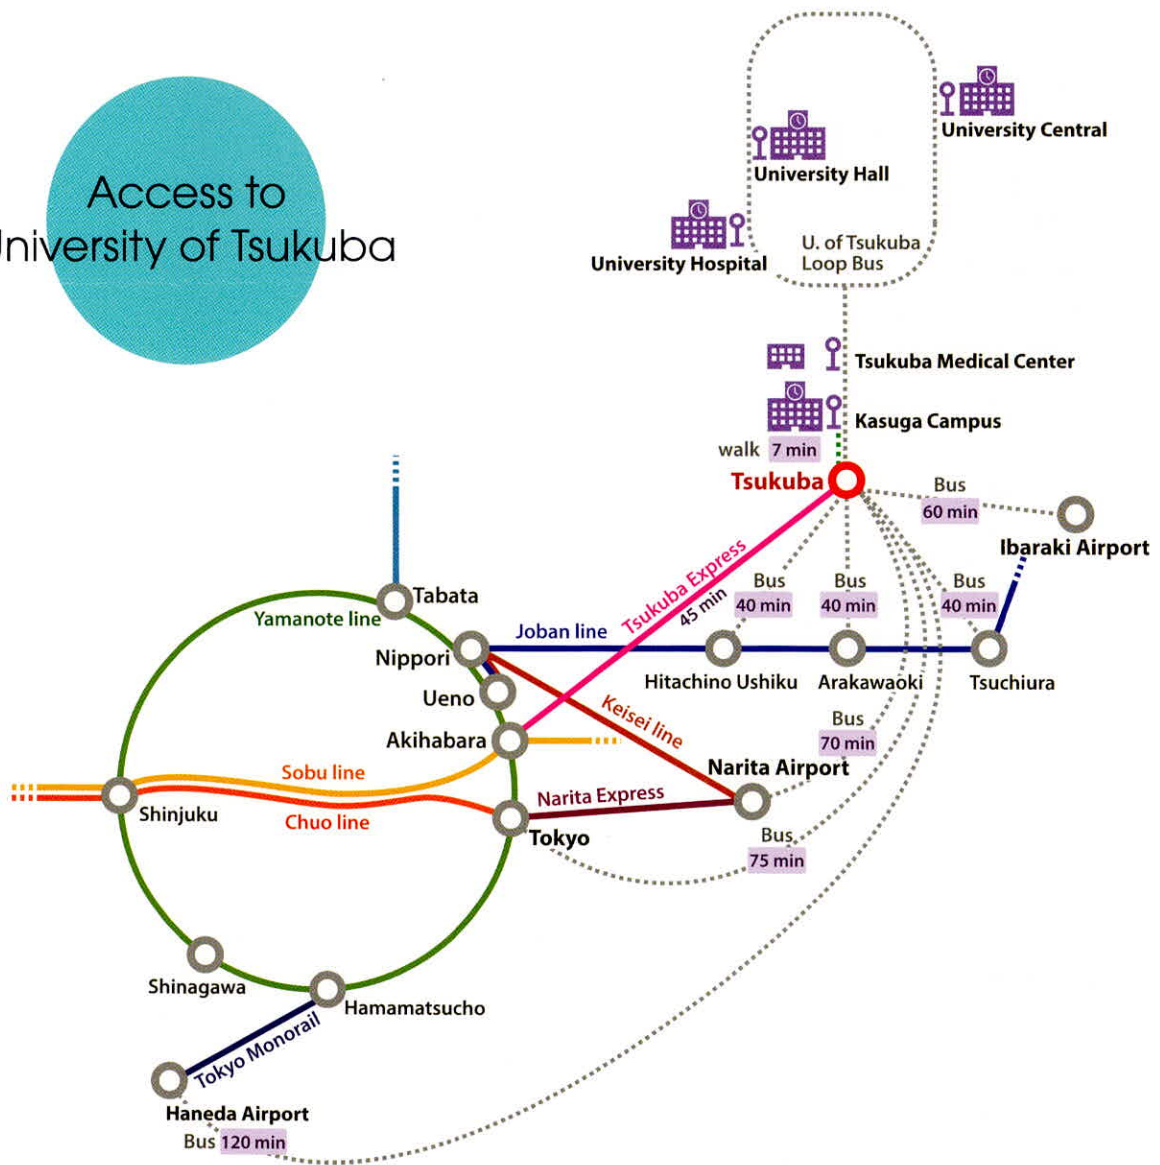 Access to
University of Tsukuba
University Central
University Hall
University Hospital
U. of Tsukuba
Loop Bus
Tsukuba Medical Center
Kasuga Campus
walk 7 min
Tsukuba
Bus
60 min
Ibaraki Airport
Tsukuba Express
45 min
Bus
40 min
Bus
40 min
Bus
40 min
Tabata
Yamanote line
Nippori
Joban line
Hitachino Ushiku
Arakawaoki
Tsuchiura
Ueno
Keisei line
Akihabara
Bus
70 min
Narita Airport
Sobu line
Narita Express
Shinjuku
Chuo line
Tokyo
Bus
75 min
Shinagawa
Hamamatsucho
Tokyo Monorail
Haneda Airport
Bus 120 min